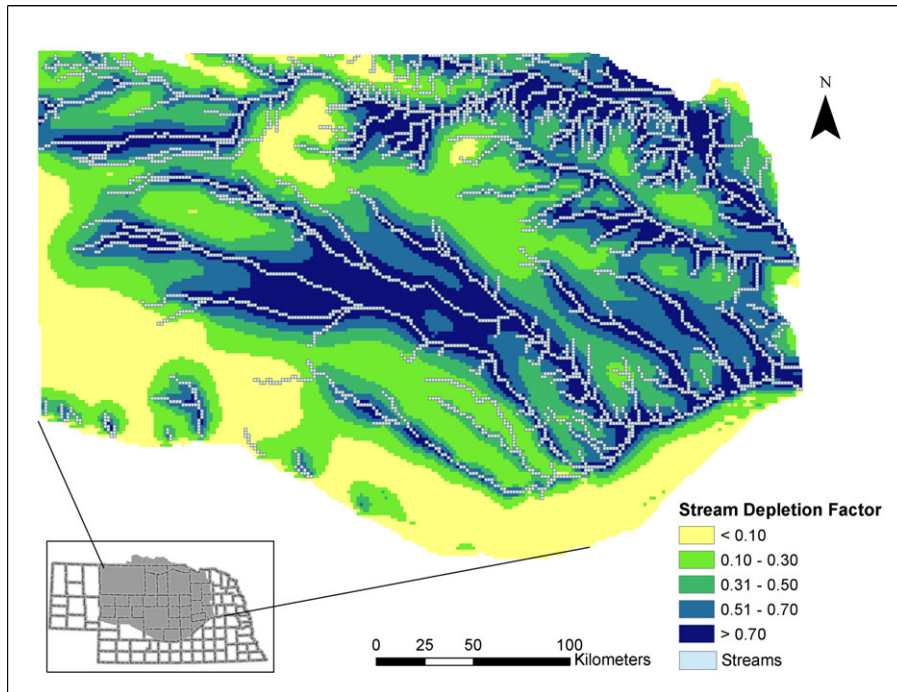 N
Stream Depletion Factor
< 0.10
0.10 - 0.30
0.31 - 0.50
0.51 - 0.70
> 0.70
Streams
0 25 50 100
Kilometers